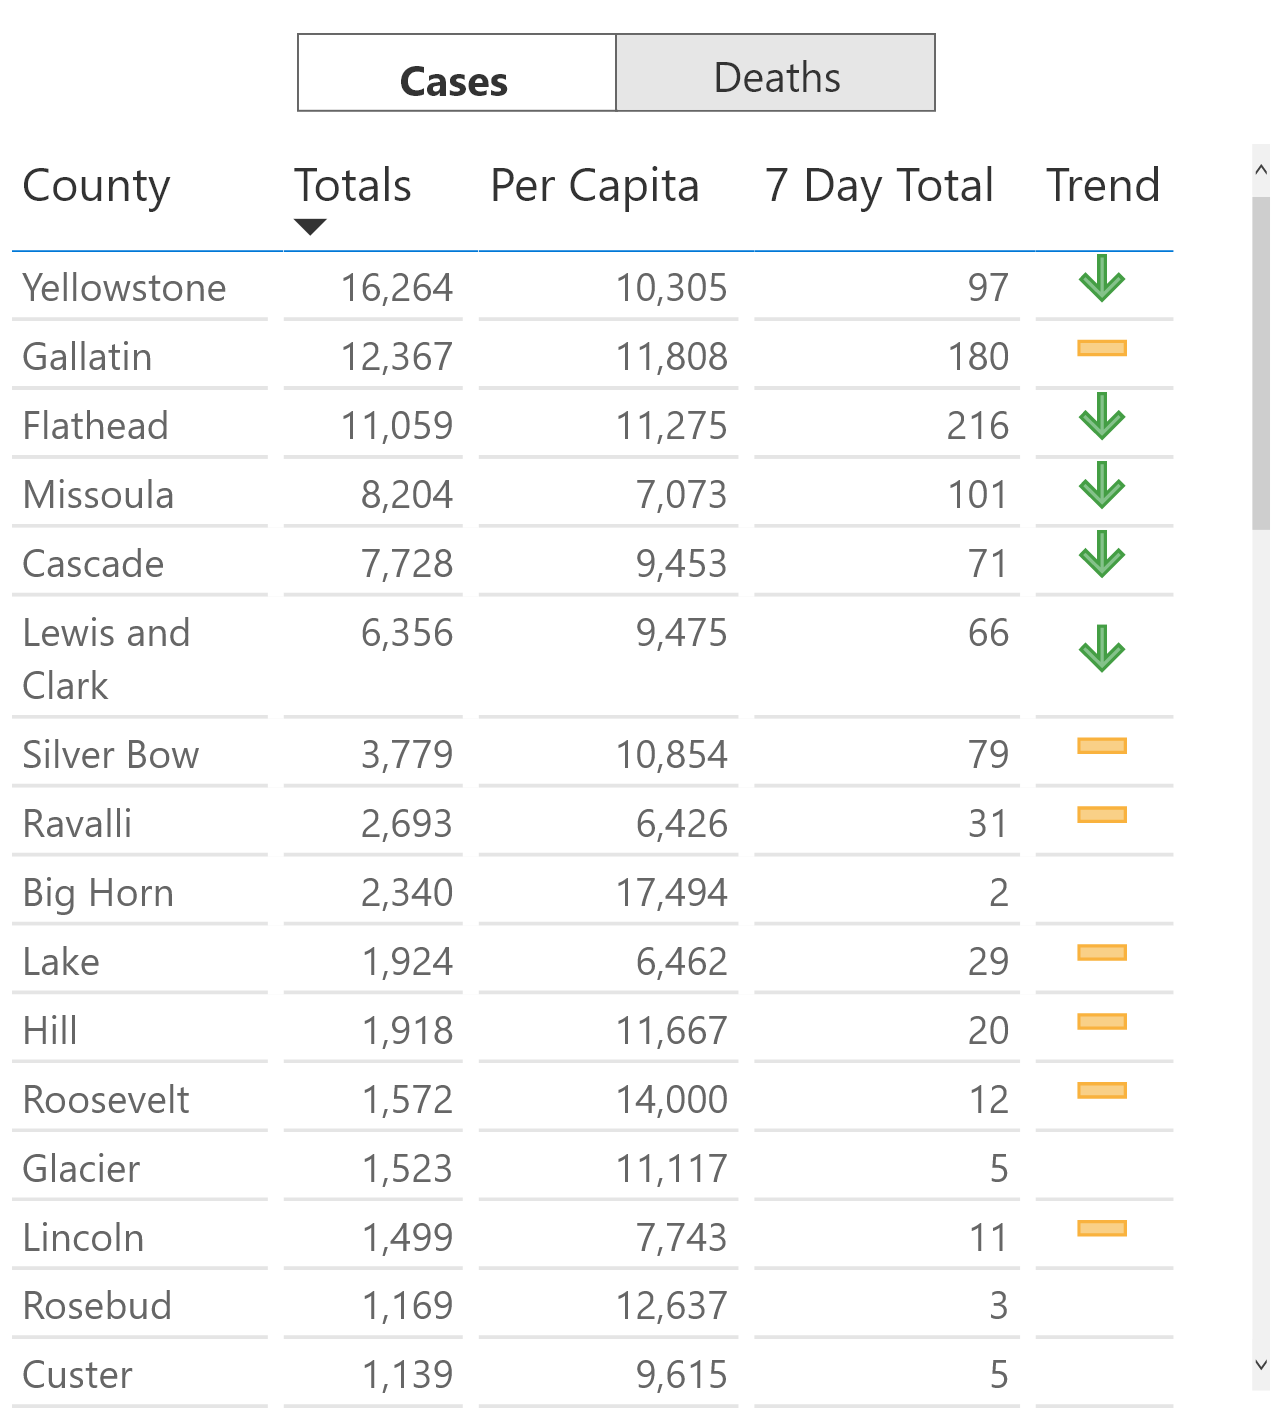 Cases Deaths
County Totals Per Capita 7 Day Total Trend
Yellowstone 16,264 10,305 97
Gallatin 12,367 11,808 180
Flathead 11,059 11,275 216
Missoula 8,204 7,073 101
Cascade 7,728 9,453 71
Lewis and 6,356 9,475 66
Clark
Silver Bow 3,779 10,854 79
Ravalli 2,693 6,426 31
Big Horn 2,340 17,494 2
Lake 1,924 6,462 29
Hill 1,918 11,667 20
Roosevelt 1,572 14,000 12
Glacier 1,523 11,117 5
Lincoln 1,499 7,743 11
Rosebud 1,169 12,637 3
Custer 1,139 9,615 5